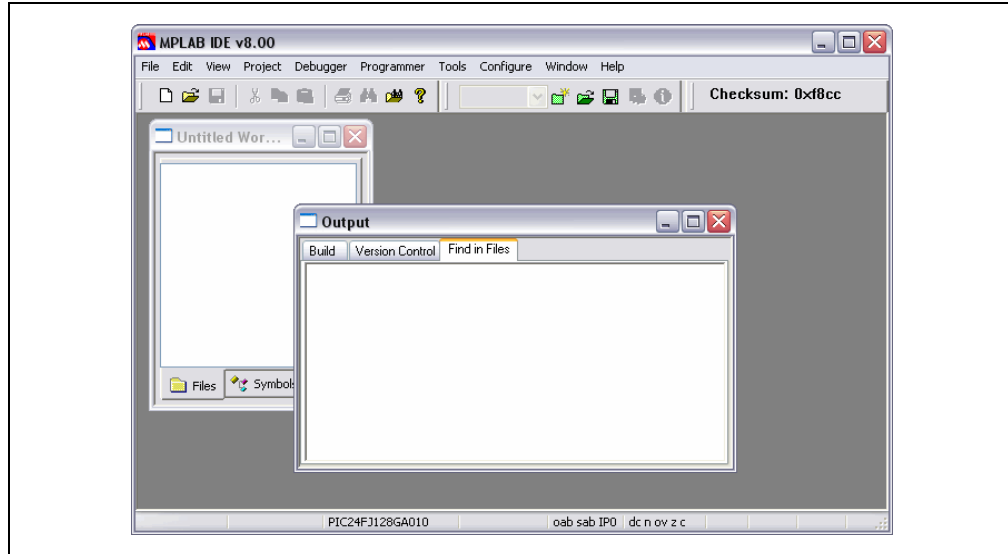 MPLAB IDE v8.00
File Edit View Project Debugger Programmer Tools Configure Window Help
Checksum: 0xf8cc
Untitled Wor...
Output
Build Version Control Find in Files
Files Symbols
PIC24FJ128GA010 oab sab IP0 dc n ov z c